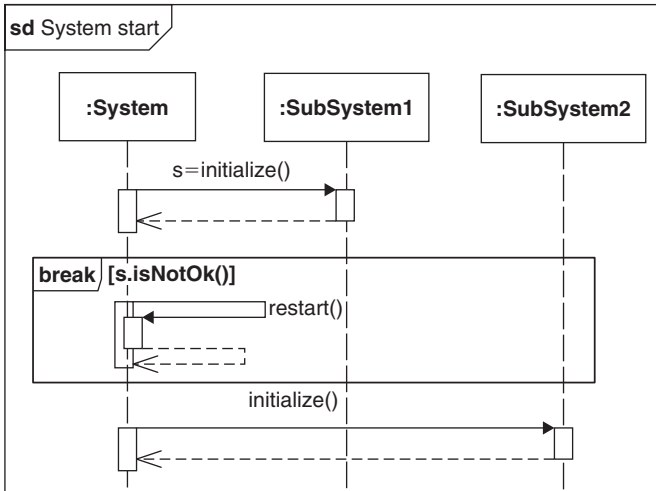 sd System start
:System
:SubSystem1
:SubSystem2
s=initialize()
break [s.isNotOk()]
restart()
initialize()